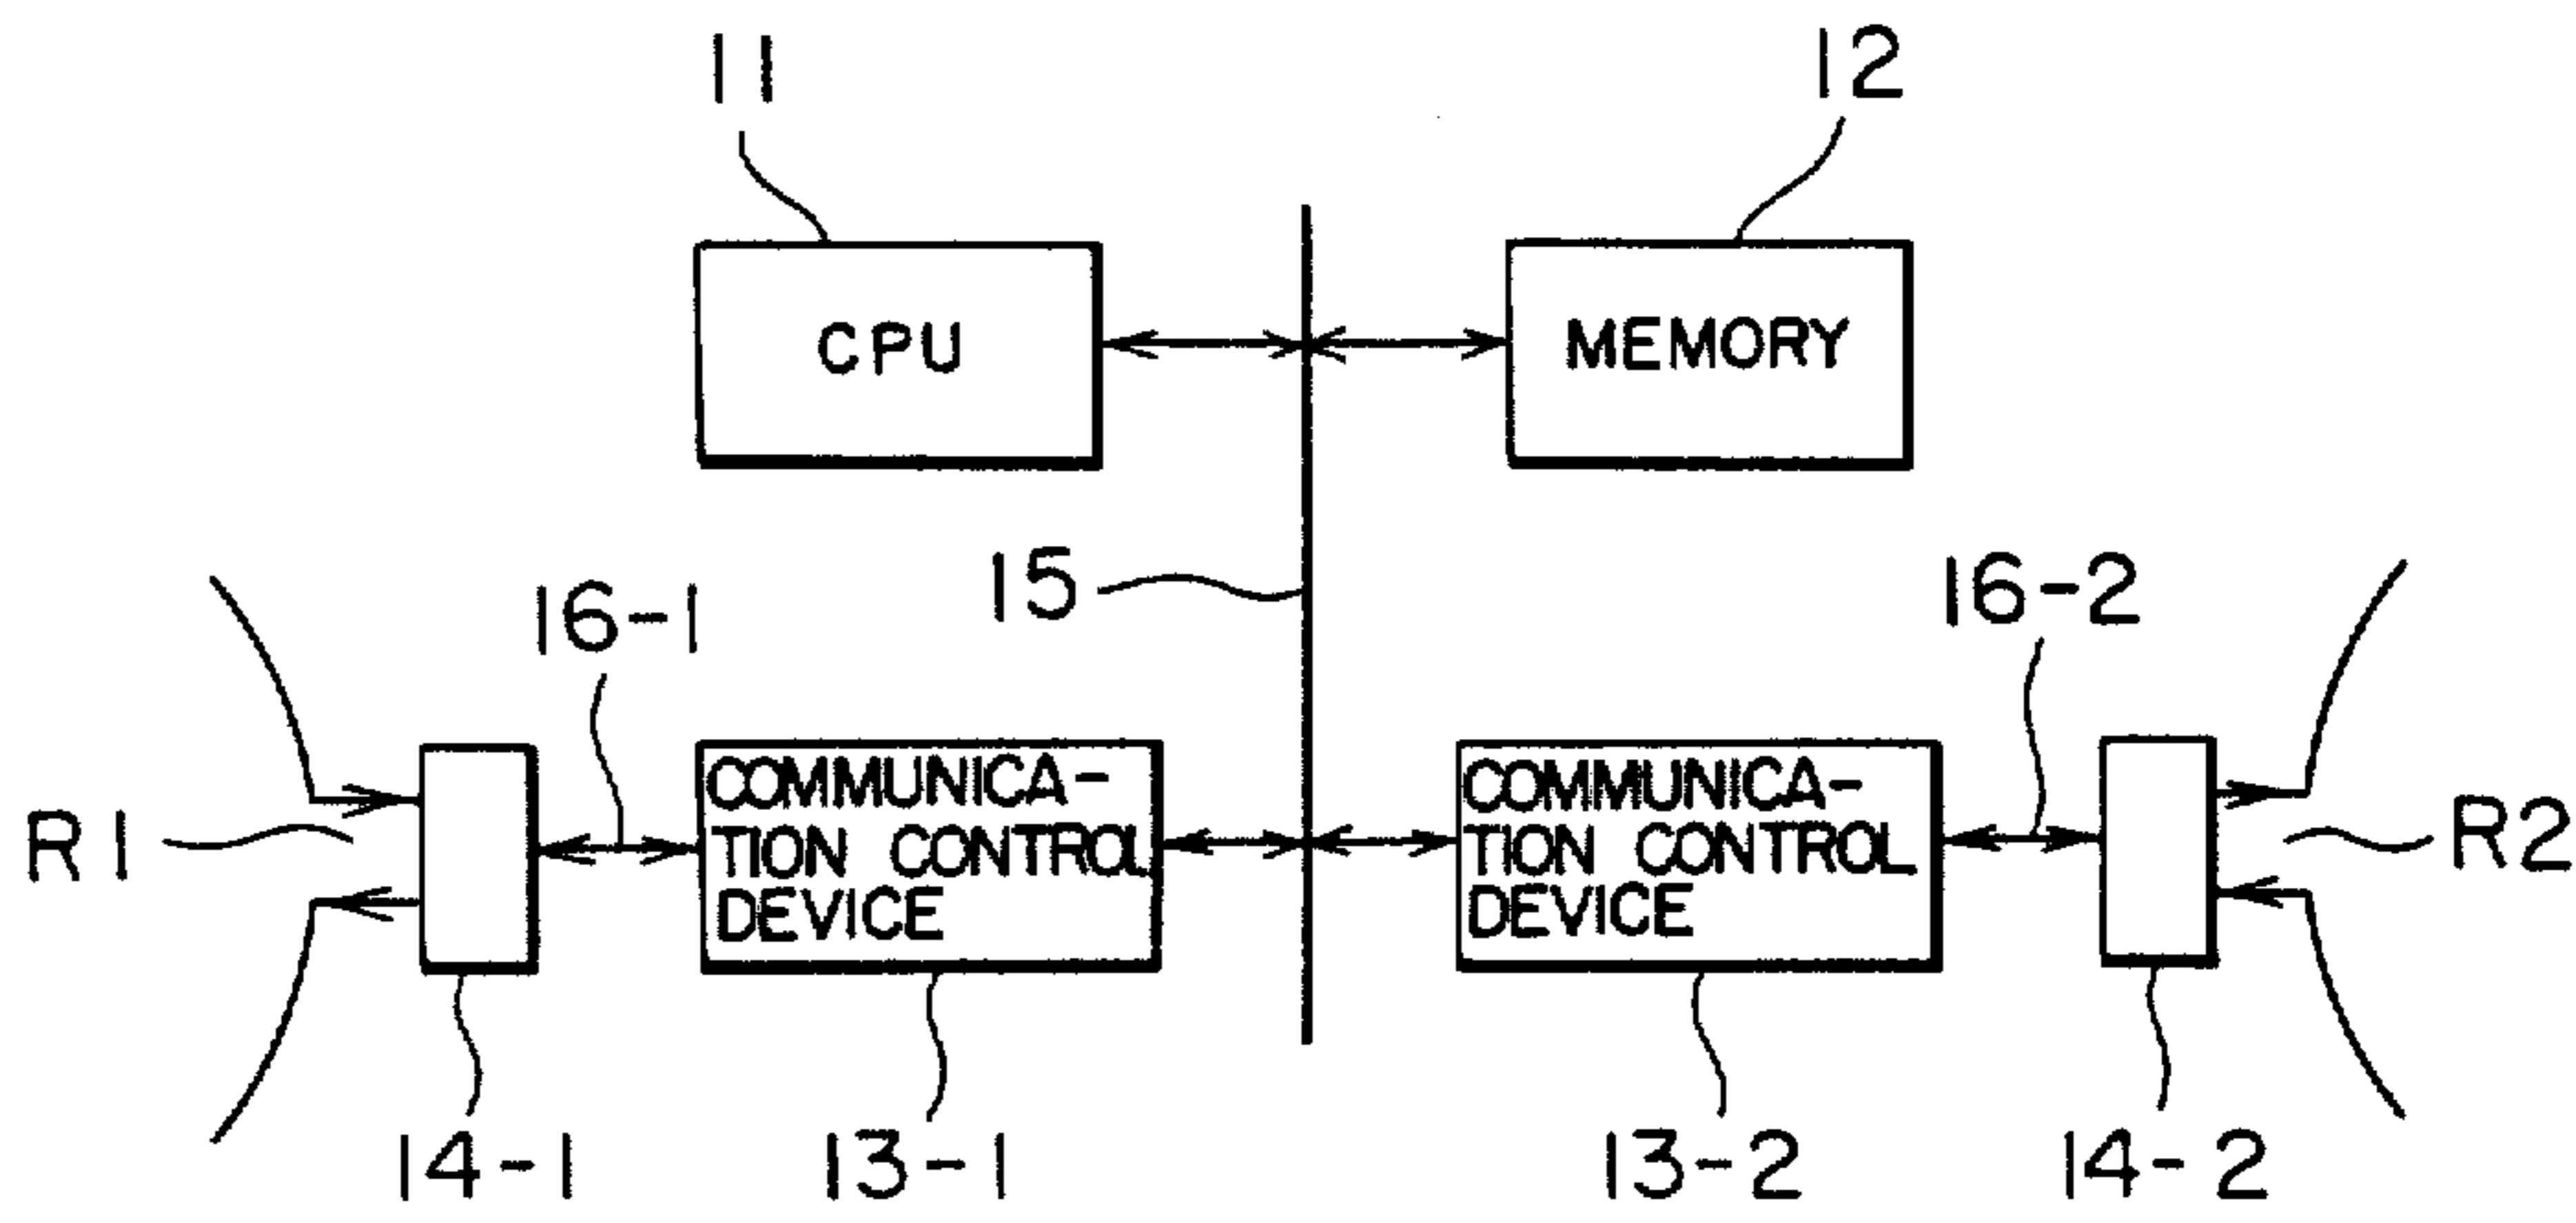 11
12
CPU
MEMORY
15
16-1
16-2
R1
COMMUNICA-
TION CONTROL
DEVICE
COMMUNICA-
TION CONTROL
DEVICE
R2
14-1
13-1
13-2
14-2